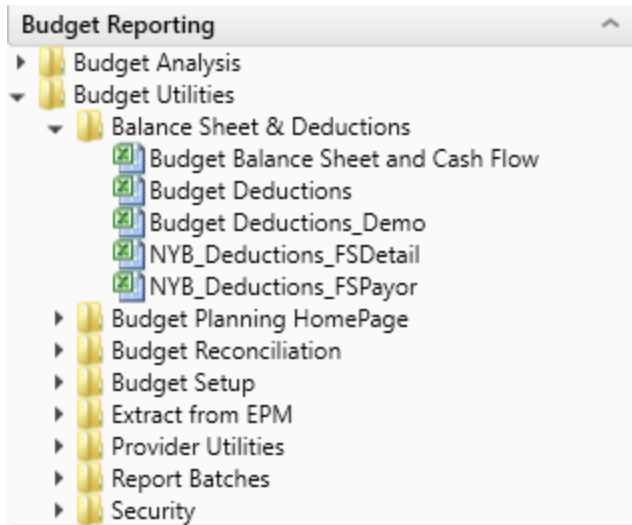 Budget Reporting
Budget Analysis
Budget Utilities
Balance Sheet & Deductions
Budget Balance Sheet and Cash Flow
Budget Deductions
Budget Deductions_Demo
NYB_Deductions_FSDetail
NYB_Deductions_FSPayor
Budget Planning HomePage
Budget Reconciliation
Budget Setup
Extract from EPM
Provider Utilities
Report Batches
Security